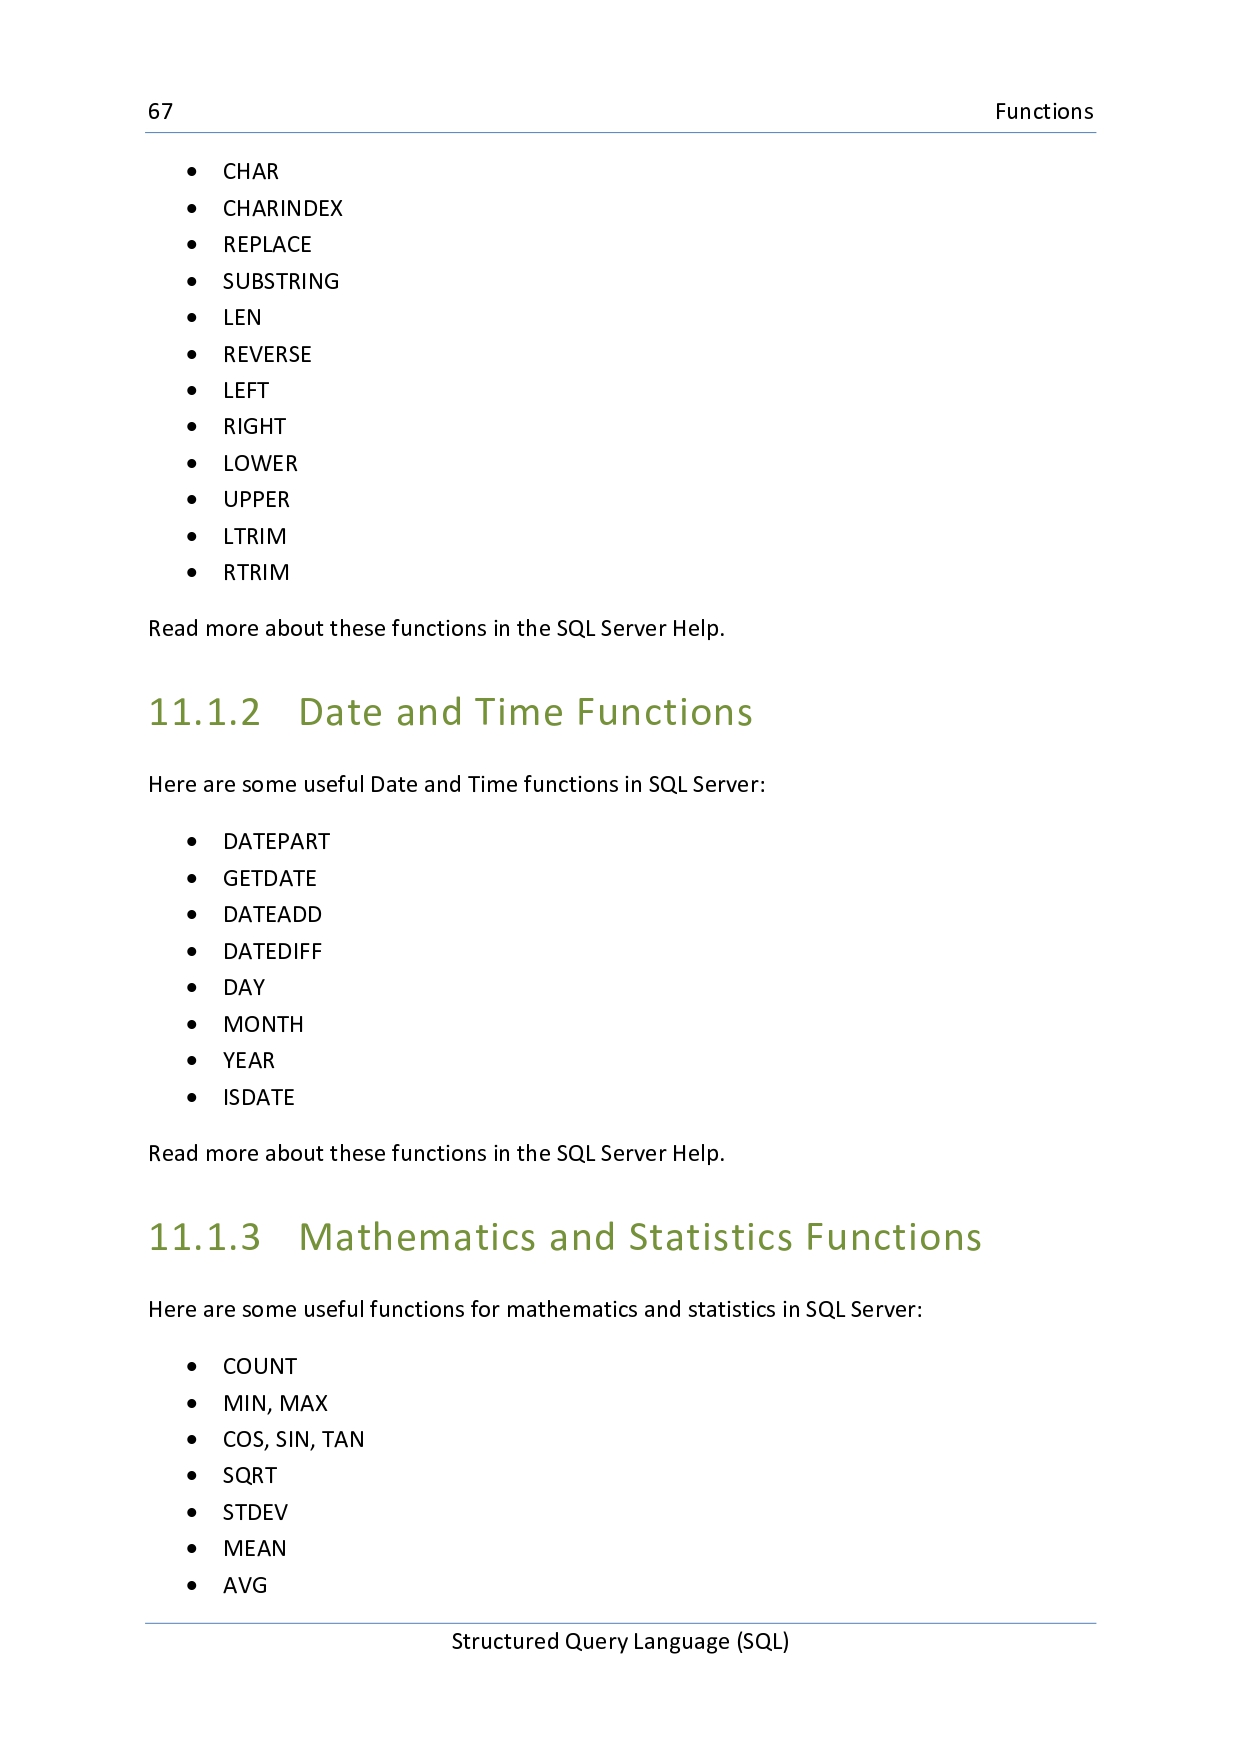 67 Functions
• CHAR
• CHARINDEX
• REPLACE
• SUBSTRING
• LEN
• REVERSE
• LEFT
• RIGHT
• LOWER
• UPPER
• LTRIM
• RTRIM
Read more about these functions in the SQL Server Help.
11.1.2 Date and Time Functions
Here are some useful Date and Time functions in SQL Server:
• DATEPART
• GETDATE
• DATEADD
• DATEDIFF
• DAY
• MONTH
• YEAR
• ISDATE
Read more about these functions in the SQL Server Help.
11.1.3 Mathematics and Statistics Functions
Here are some useful functions for mathematics and statistics in SQL Server:
• COUNT
• MIN, MAX
• COS, SIN, TAN
• SQRT
• STDEV
• MEAN
• AVG
Structured Query Language (SQL)